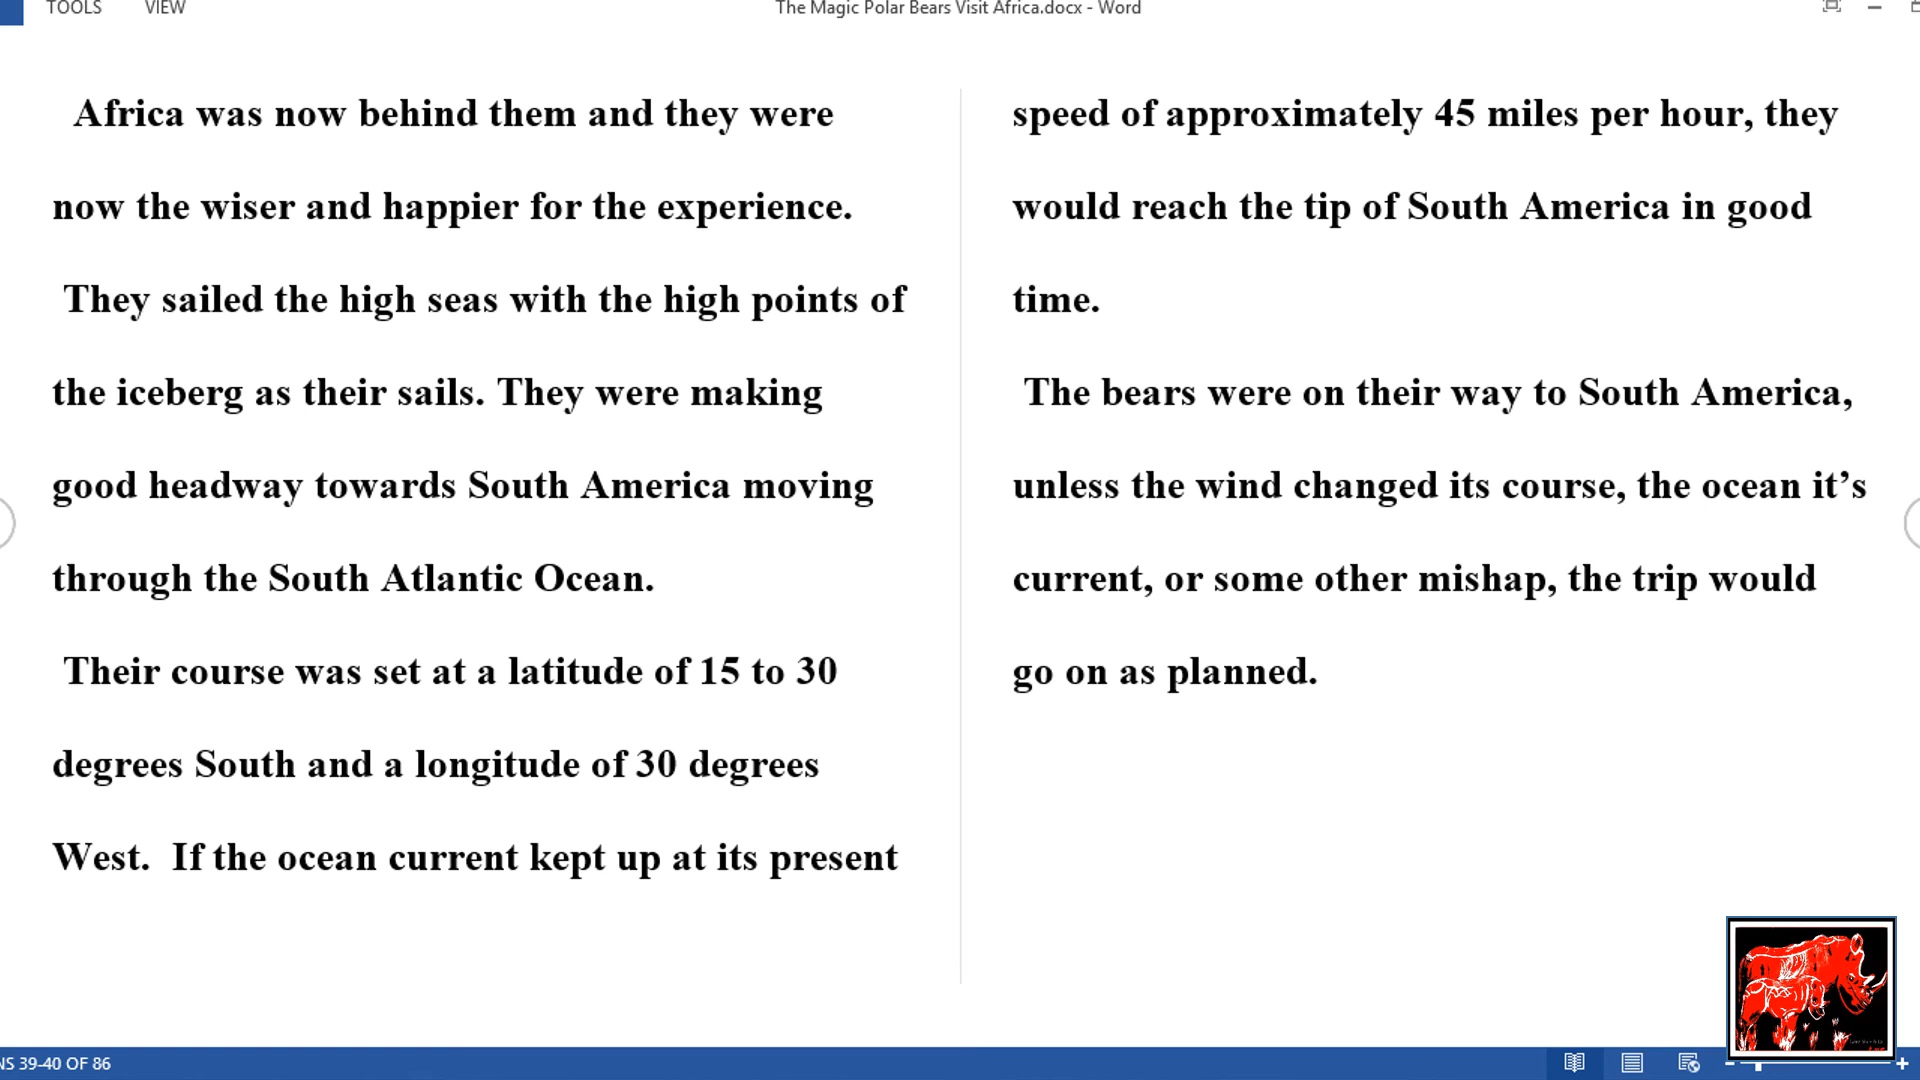 TOOLS VIEW
The Magic Polar Bears Visit Africa.docx - Word
Africa was now behind them and they were
now the wiser and happier for the experience.
They sailed the high seas with the high points of
the iceberg as their sails. They were making
good headway towards South America moving
through the South Atlantic Ocean.
Their course was set at a latitude of 15 to 30
degrees South and a longitude of 30 degrees
West.  If the ocean current kept up at its present
speed of approximately 45 miles per hour, they
would reach the tip of South America in good
time.
The bears were on their way to South America,
unless the wind changed its course, the ocean it’s
current, or some other mishap, the trip would
go on as planned.
NS 39-40 OF 86